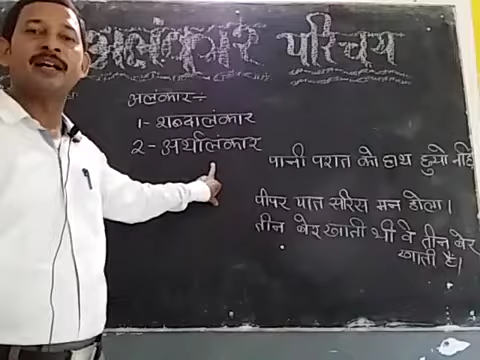 अलंकार परिचय
अलंकार :-
1- शब्दालंकार
2- अर्थालंकार
पानी परात को हाथ छुयो नहि
पीपर पात सरिस मन डोला।
तीन बेर खाती थी वे तीन बेर
खाती है।